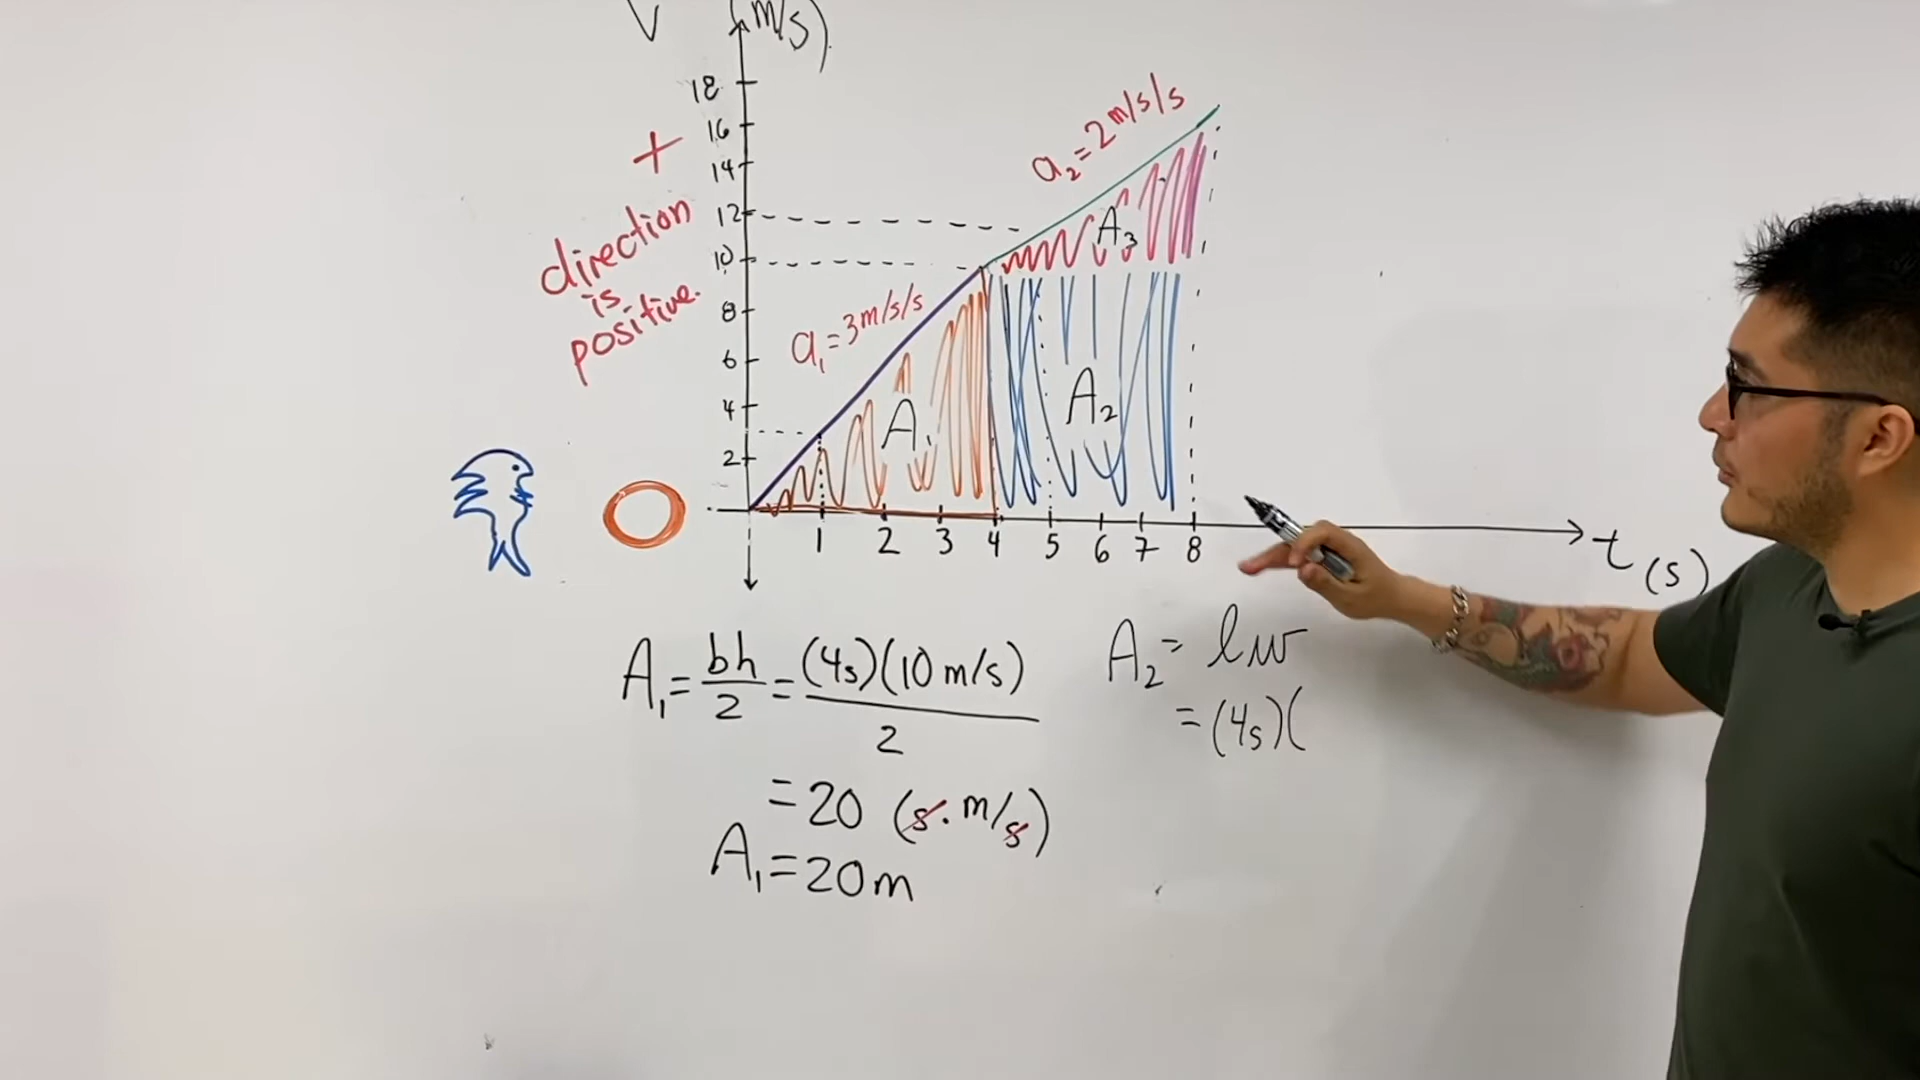 V (m/s)
18
16
14
12
10
8
6
4
2
+
direction
is
positive.
a₁=3m/s/s
a₂=2m/s/s
A₁
A₂
A₃
1 2 3 4 5 6 7 8
t (s)
A₁ = bh/2 = (4s)(10 m/s)/2
= 20 (s. m/s)
A₁ = 20m
A₂ = lw
= (4s)(